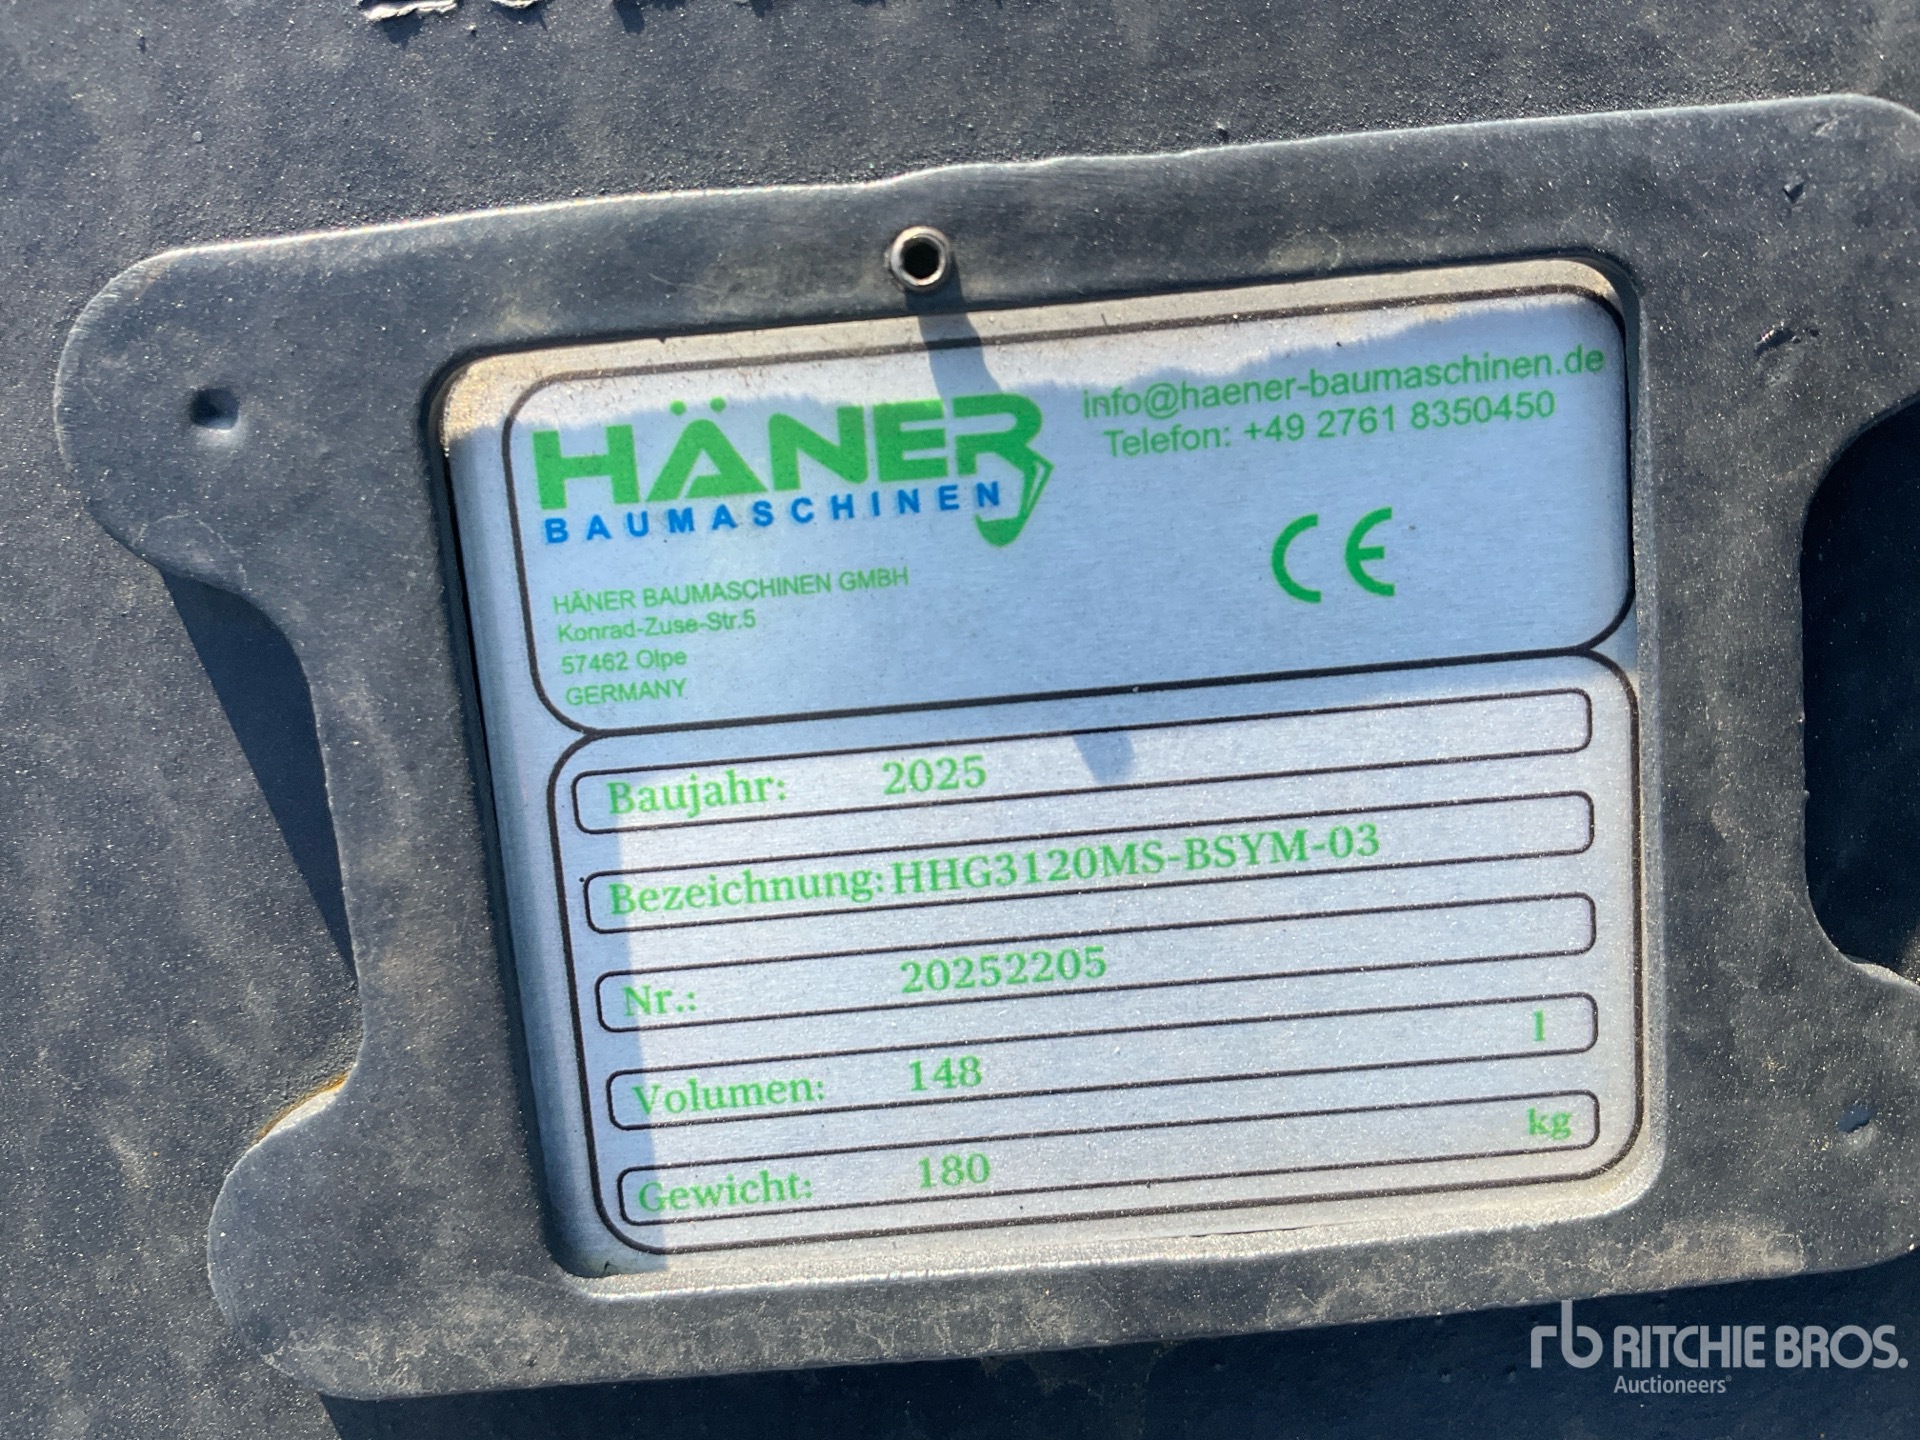 HÄNER
BAUMASCHINEN
info@haener-baumaschinen.de
Telefon: +49 2761 8350450
CE
HÄNER BAUMASCHINEN GMBH
Konrad-Zuse-Str.5
57462 Olpe
GERMANY
Baujahr: 2025
Bezeichnung: HHG3120MS-BSYM-03
Nr.: 20252205
Volumen: 148 l
Gewicht: 180 kg
rb RITCHIE BROS.
Auctioneers